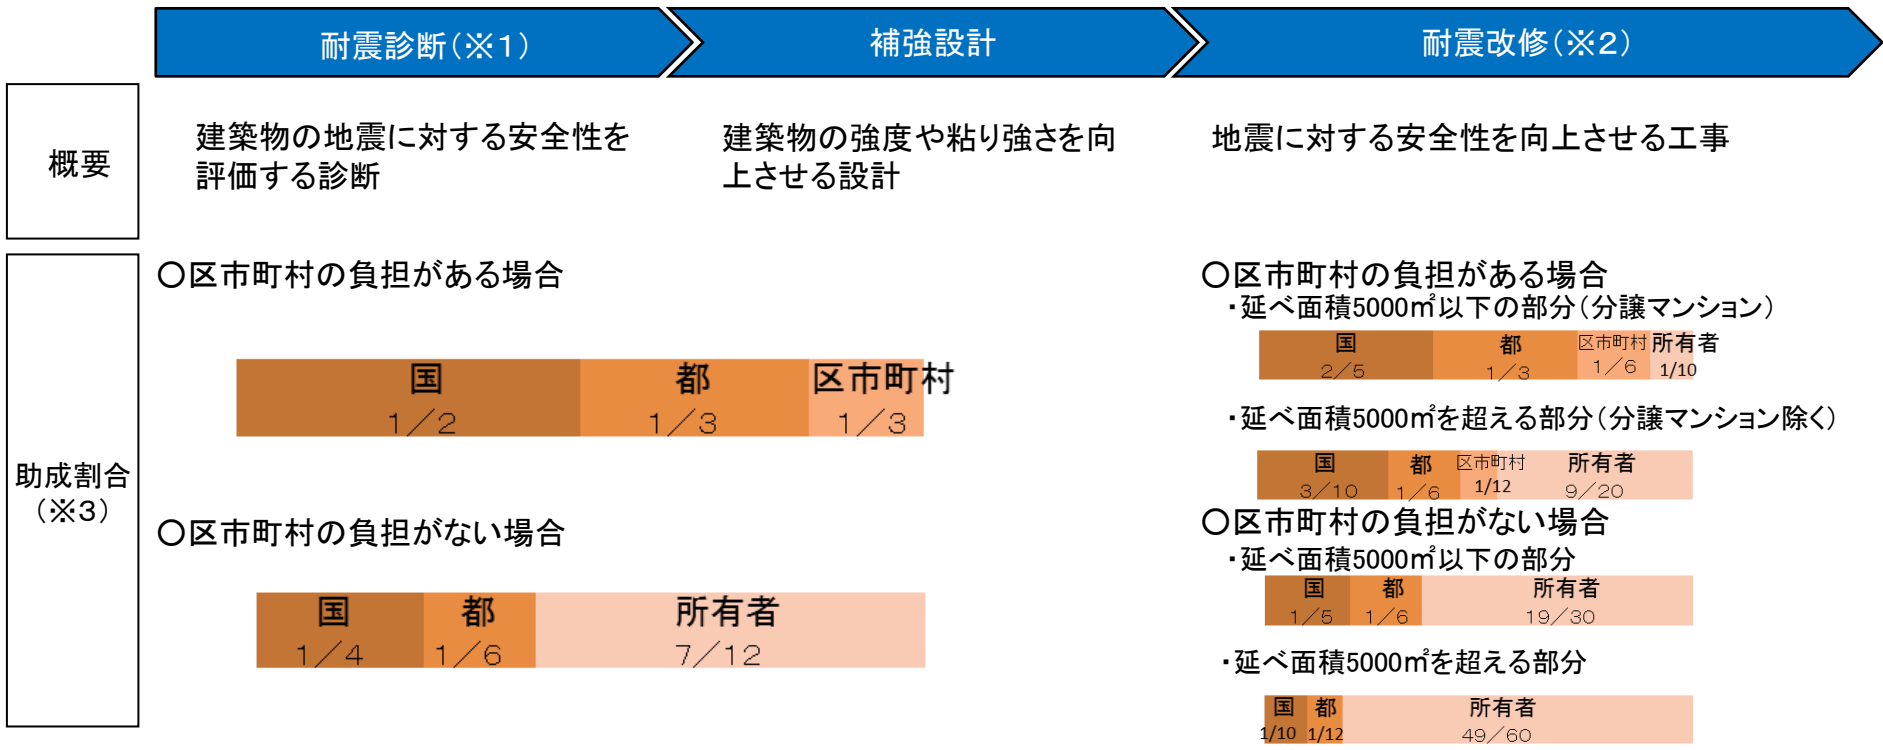 耐震診断(※1)
補強設計
耐震改修(※2)
概要
建築物の地震に対する安全性を
評価する診断
建築物の強度や粘り強さを向
上させる設計
地震に対する安全性を向上させる工事
助成割合
(※3)
〇区市町村の負担がある場合
国 都 区市町村
1/2 1/3 1/3
〇区市町村の負担がない場合
国 都 所有者
1/4 1/6 7/12
〇区市町村の負担がある場合
・延べ面積5000㎡以下の部分(分譲マンション)
国 都 区市町村 所有者
2/5 1/3 1/6 1/10
・延べ面積5000㎡を超える部分(分譲マンション除く)
国 都 区市町村 所有者
3/10 1/6 1/12 9/20
〇区市町村の負担がない場合
・延べ面積5000㎡以下の部分
国 都 所有者
1/5 1/6 19/30
・延べ面積5000㎡を超える部分
国 都 所有者
1/10 1/12 49/60